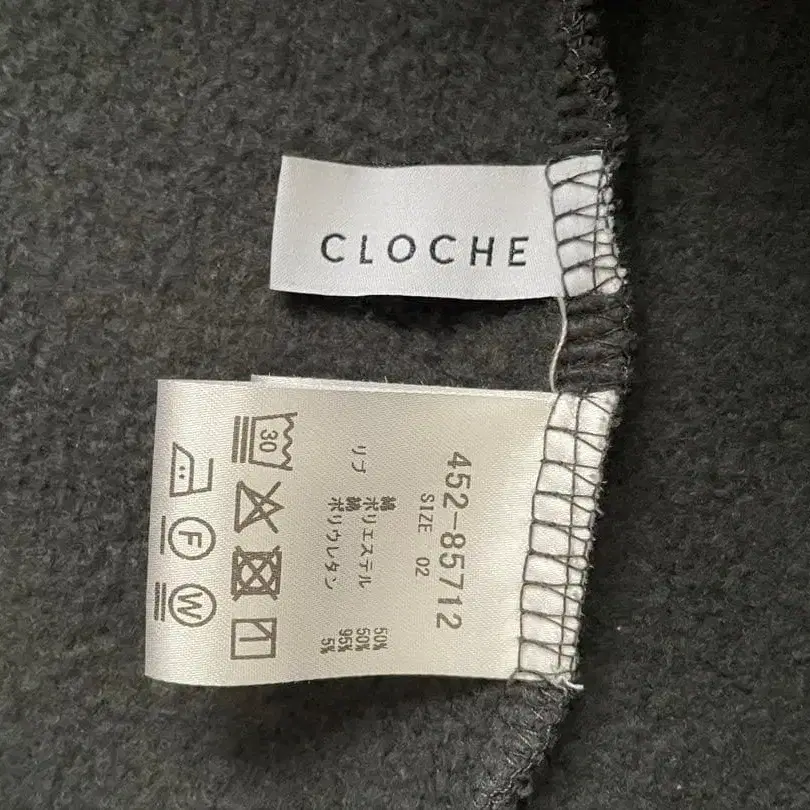 CLOCHE
452-85712
SIZE 02
綿 50%
ポリエステル 50%
リブ 綿 95%
ポリウレタン 5%
30
F
W